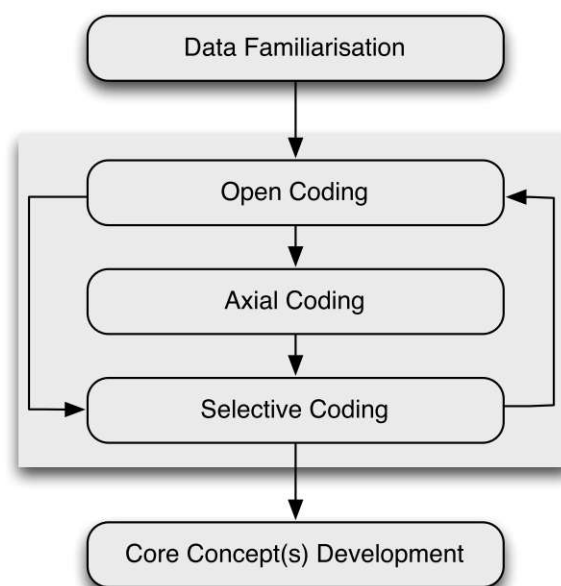 Data Familiarisation
Open Coding
Axial Coding
Selective Coding
Core Concept(s) Development